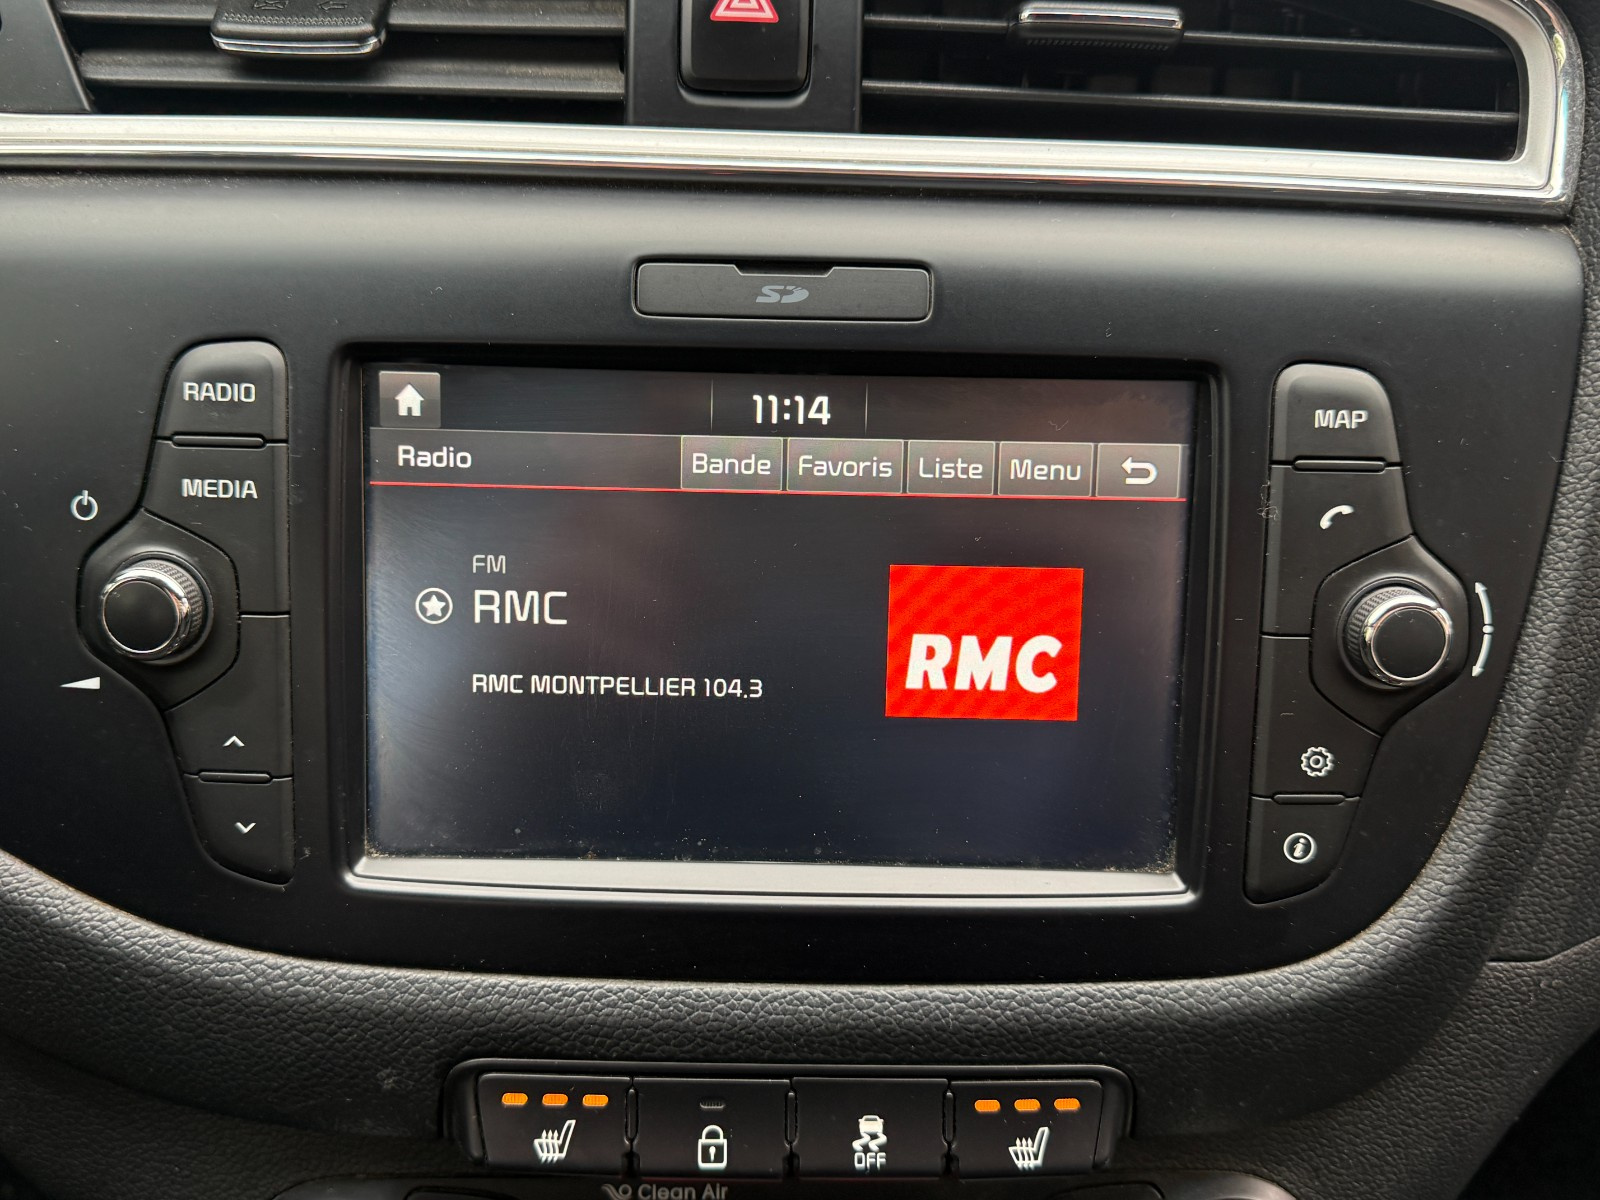 SD
RADIO
MEDIA
11:14
Radio
Bande
Favoris
Liste
Menu
FM
RMC
RMC MONTPELLIER 104.3
RMC
MAP
i
OFF
Clean Air